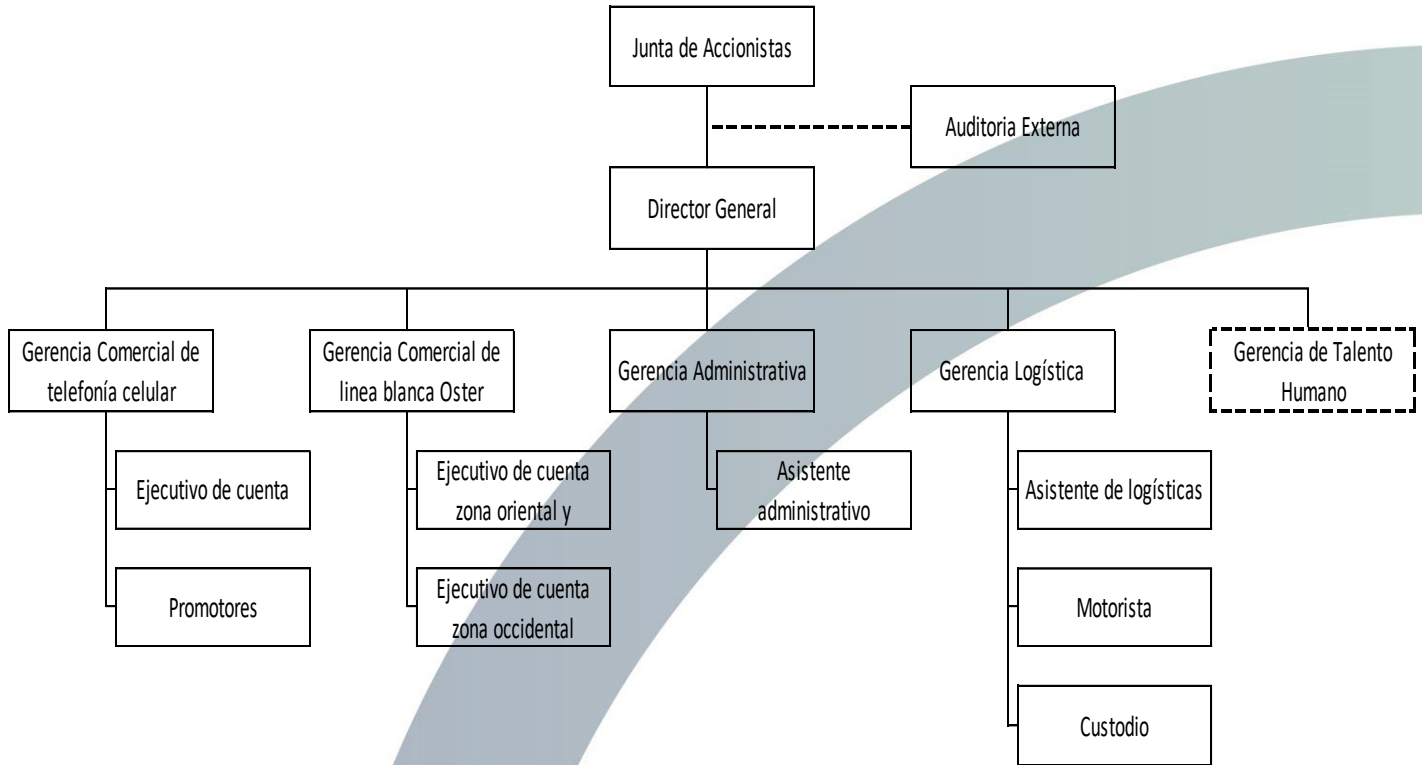 Junta de Accionistas
Auditoria Externa
Director General
Gerencia Comercial de
telefonía celular
Gerencia Comercial de
linea blanca Oster
Gerencia Administrativa
Gerencia Logística
Gerencia de Talento
Humano
Ejecutivo de cuenta
Ejecutivo de cuenta
zona oriental y
Asistente
administrativo
Asistente de logísticas
Promotores
Ejecutivo de cuenta
zona occidental
Motorista
Custodio